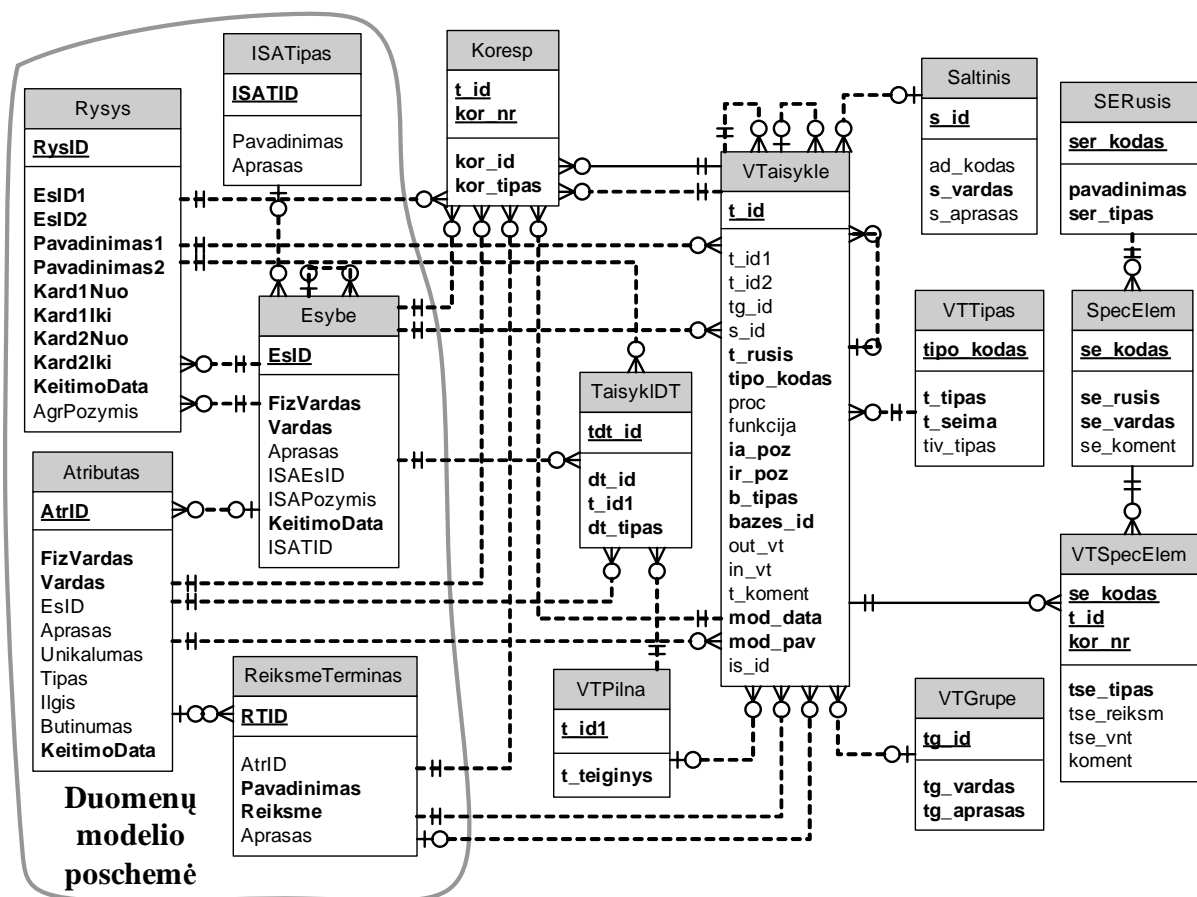 ISATipas
ISATID
Pavadinimas
Aprasas
Rysys
RysID
EsID1
EsID2
Pavadinimas1
Pavadinimas2
Kard1Nuo
Kard1Iki
Kard2Nuo
Kard2Iki
KeitimoData
AgrPozymis
Esybe
EsID
FizVardas
Vardas
Aprasas
ISAEsID
ISAPozymis
KeitimoData
ISATID
Atributas
AtrID
FizVardas
Vardas
EsID
Aprasas
Unikalumas
Tipas
Ilgis
Butinumas
KeitimoData
ReiksmeTerminas
RTID
AtrID
Pavadinimas
Reiksme
Aprasas
Duomenų
modelio
poschemė
Koresp
t_id
kor_nr
kor_id
kor_tipas
TaisykIDT
tdt_id
dt_id
t_id1
dt_tipas
VTPilna
t_id1
t_teiginys
VTaisykle
t_id
t_id1
t_id2
tg_id
s_id
t_rusis
tipo_kodas
proc
funkcija
ia_poz
ir_poz
b_tipas
bazes_id
out_vt
in_vt
t_koment
mod_data
mod_pav
is_id
Saltinis
s_id
ad_kodas
s_vardas
s_aprasas
VTTipas
tipo_kodas
t_tipas
t_seima
tiv_tipas
VTGrupe
tg_id
tg_vardas
tg_aprasas
SERusis
ser_kodas
pavadinimas
ser_tipas
SpecElem
se_kodas
se_rusis
se_vardas
se_koment
VTSpecElem
se_kodas
t_id
kor_nr
tse_tipas
tse_reiksm
tse_vnt
koment